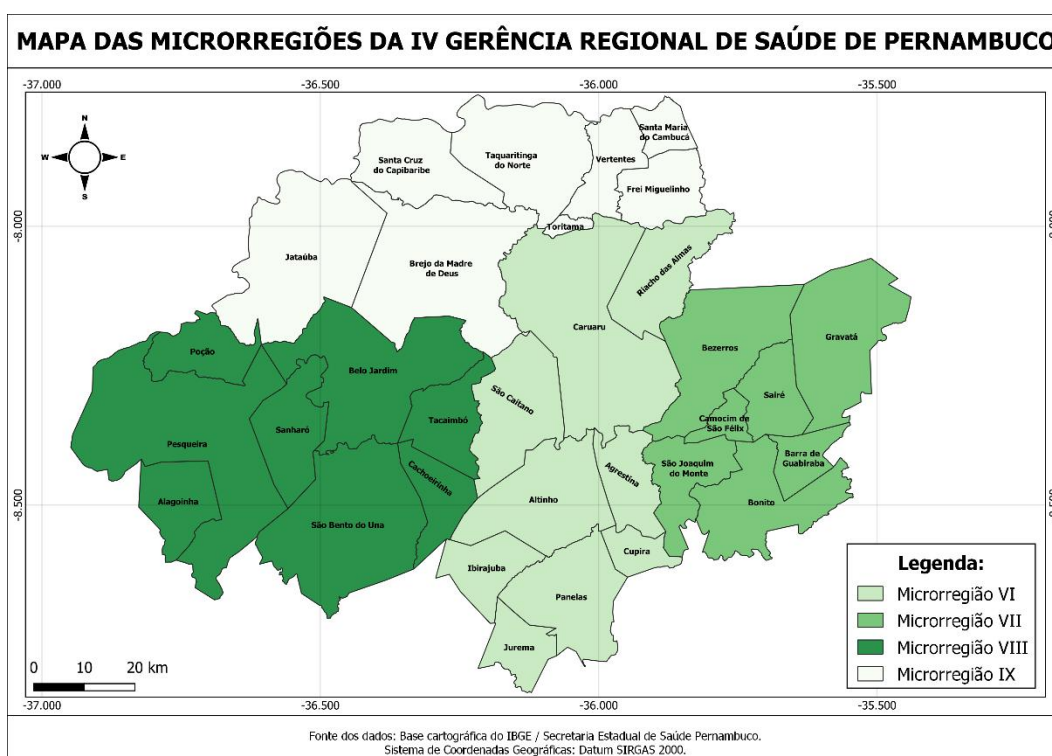 MAPA DAS MICRORREGIÕES DA IV GERÊNCIA REGIONAL DE SAÚDE DE PERNAMBUCO
-37.000 -36.500 -36.000 -35.500
N
W E
S
Santa Maria
do Cambucá
Taquaritinga
do Norte
Vertentes
Santa Cruz
do Capibaribe
Frei Miguelinho
-8.000
Toritama
Jataúba
Brejo da Madre
de Deus
Riacho das Almas
Caruaru
Gravatá
Bezerros
Poção
Belo Jardim
Sairé
São Caitano
Tacaimbó
Camocim de
São Félix
Sanharó
Pesqueira
Barra de
Guabiraba
São Joaquim
do Monte
Cachoeirinha
Agrestina
Alagoinha
Altinho
Bonito
-8.500
São Bento do Una
Cupira
Ibirajuba
Panelas
Jurema
Legenda:
Microrregião VI
Microrregião VII
Microrregião VIII
Microrregião IX
0 10 20 km
-37.000 -36.500 -36.000 -35.500
Fonte dos dados: Base cartográfica do IBGE / Secretaria Estadual de Saúde Pernambuco.
Sistema de Coordenadas Geográficas: Datum SIRGAS 2000.